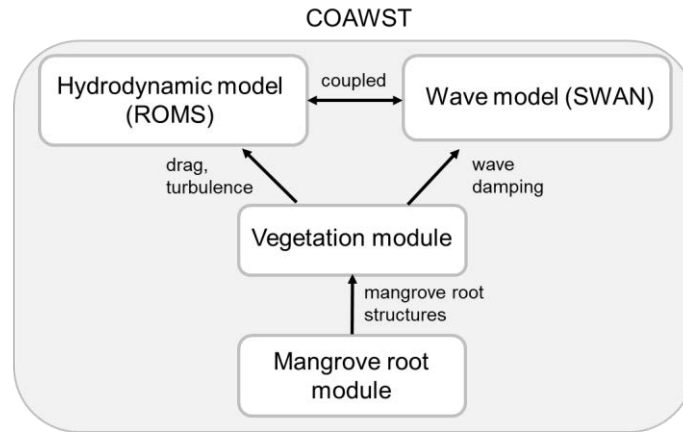 COAWST
Hydrodynamic model
(ROMS)
coupled
Wave model (SWAN)
drag,
turbulence
wave
damping
Vegetation module
mangrove root
structures
Mangrove root
module